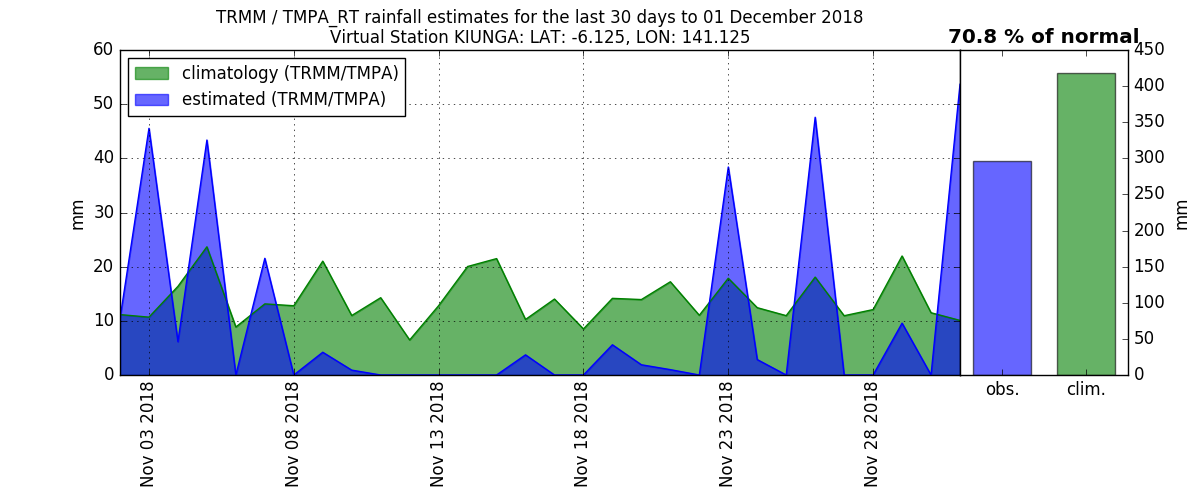 TRMM / TMPA_RT rainfall estimates for the last 30 days to 01 December 2018
Virtual Station KIUNGA: LAT: -6.125, LON: 141.125
70.8 % of normal
climatology (TRMM/TMPA)
estimated (TRMM/TMPA)
60
50
40
30
20
10
0
mm
Nov 03 2018
Nov 08 2018
Nov 13 2018
Nov 18 2018
Nov 23 2018
Nov 28 2018
450
400
350
300
250
200
150
100
50
0
mm
obs.
clim.